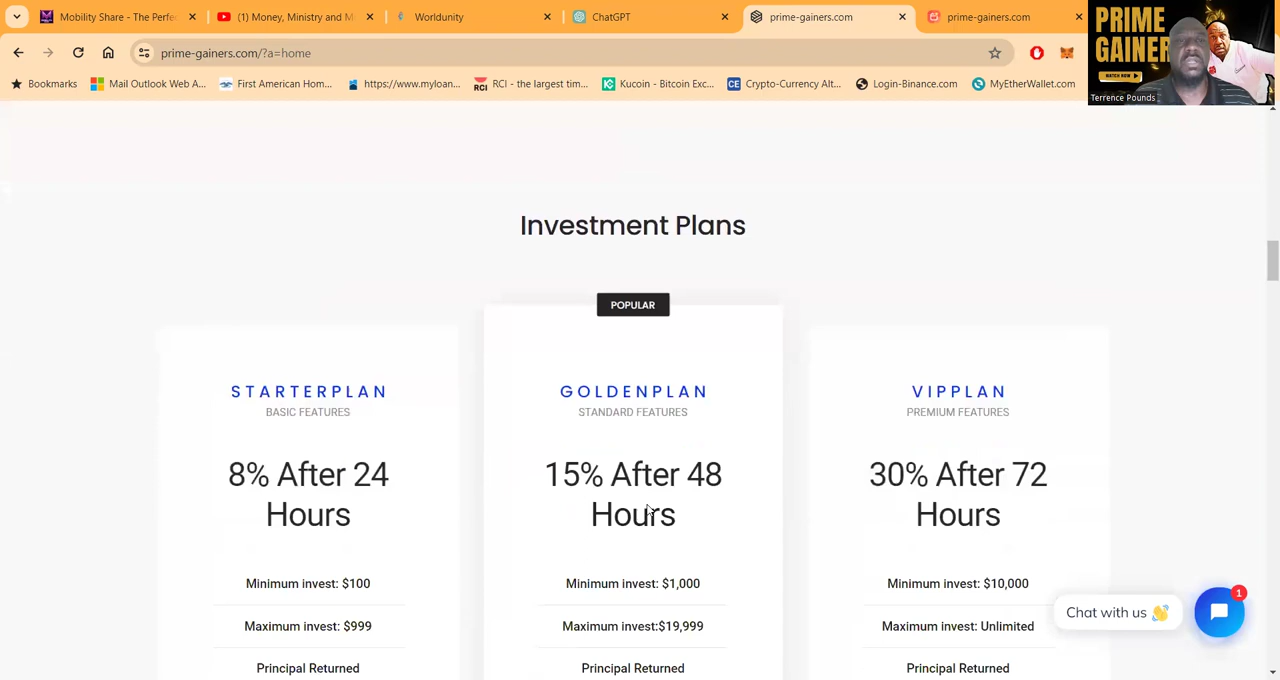 Mobility Share - The Perfe
(1) Money, Ministry and M
Worldunity
ChatGPT
prime-gainers.com
prime-gainers.com
prime-gainers.com/?a=home
Bookmarks
Mail Outlook Web A...
First American Hom...
https://www.myloan...
RCI - the largest tim...
Kucoin - Bitcoin Exc...
Crypto-Currency Alt...
Login-Binance.com
MyEtherWallet.com
PRIME
GAINER
WATCH NOW
Terrence Pounds
Investment Plans
POPULAR
STARTERPLAN
BASIC FEATURES
8% After 24
Hours
Minimum invest: $100
Maximum invest: $999
Principal Returned
GOLDENPLAN
STANDARD FEATURES
15% After 48
Hours
Minimum invest: $1,000
Maximum invest:$19,999
Principal Returned
VIPPLAN
PREMIUM FEATURES
30% After 72
Hours
Minimum invest: $10,000
Maximum invest: Unlimited
Principal Returned
Chat with us 👋
1